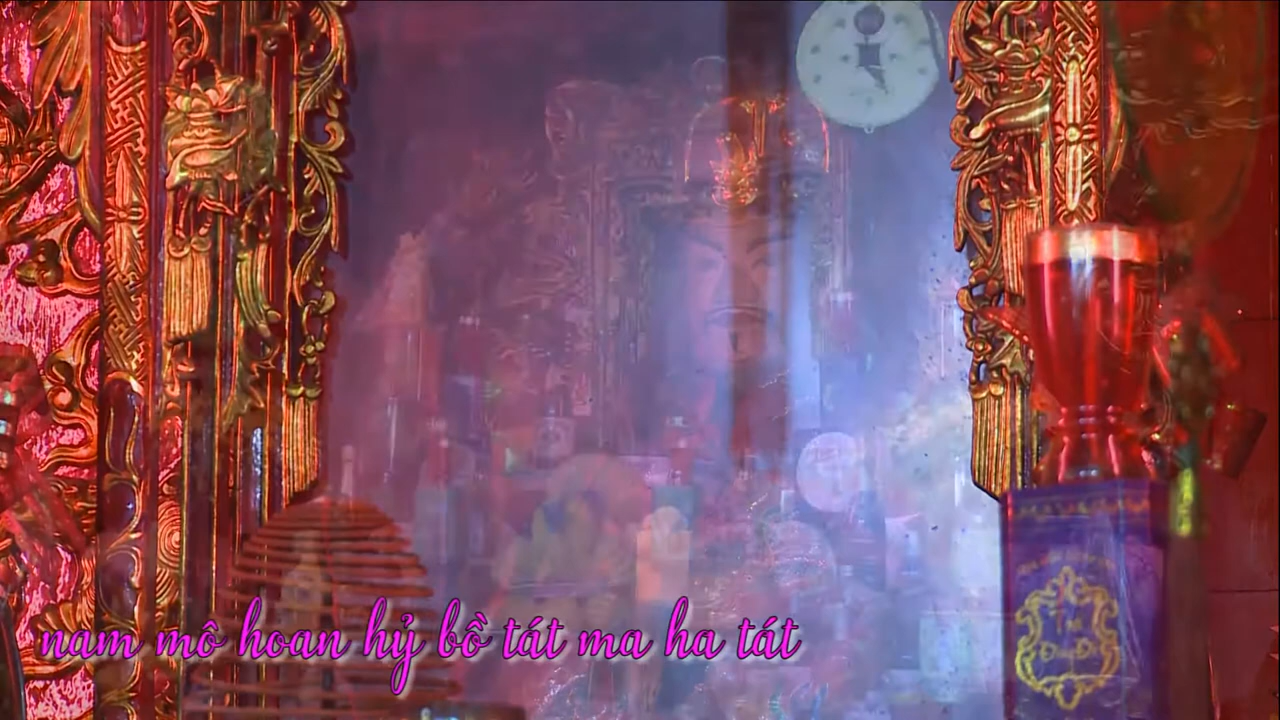 nam mô hoan hỷ bồ tát ma ha tát